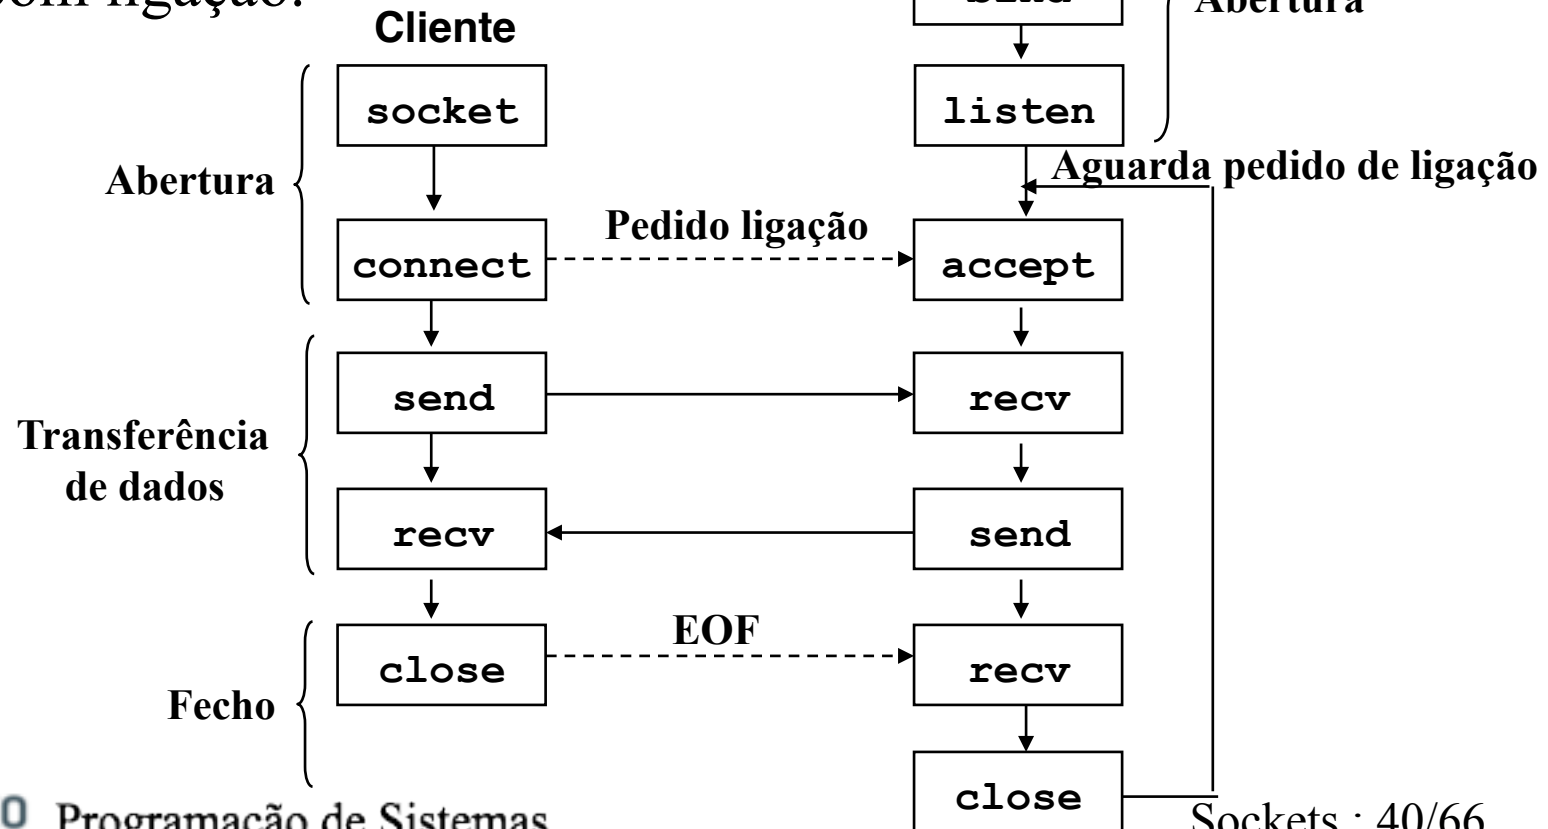 Cliente
Abertura
socket
listen
Abertura
Aguarda pedido de ligação
Pedido ligação
connect
accept
send
recv
Transferência
de dados
recv
send
EOF
close
recv
Fecho
close
Programação de Sistemas
Sockets : 40/66